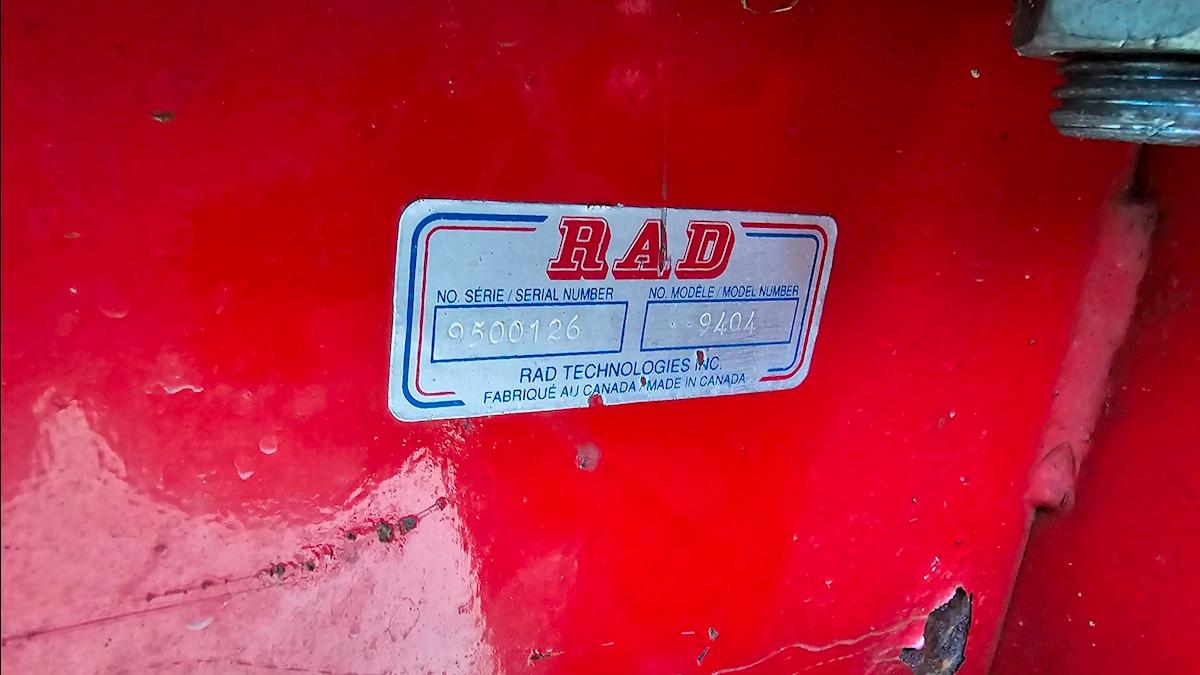 RAD
NO. SÉRIE / SERIAL NUMBER NO. MODÈLE / MODEL NUMBER
9500126 9404
RAD TECHNOLOGIES INC.
FABRIQUÉ AU CANADA / MADE IN CANADA